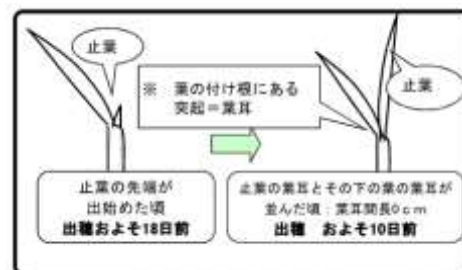 止葉
※ 葉の付け根にある
突起＝葉耳
止葉
止葉の先端が
出始めた頃
出穂およそ18日前
止葉の葉耳とその下の葉の葉耳が
並んだ頃：葉耳間長0cm
出穂 およそ10日前